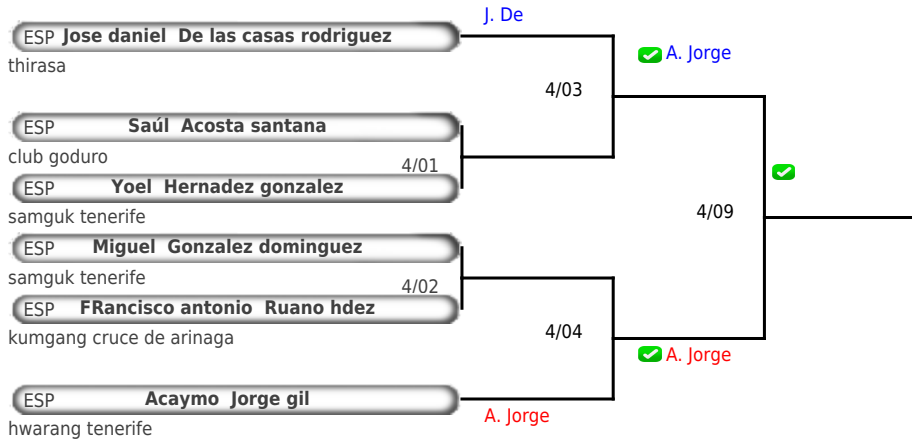 J. De
ESP Jose daniel De las casas rodriguez
thirasa
A. Jorge
4/03
ESP Saúl Acosta santana
club goduro
4/01
ESP Yoel Hernadez gonzalez
samguk tenerife
4/09
ESP Miguel Gonzalez dominguez
samguk tenerife
4/02
ESP FRancisco antonio Ruano hdez
kumgang cruce de arinaga
4/04
A. Jorge
ESP Acaymo Jorge gil
A. Jorge
hwarang tenerife